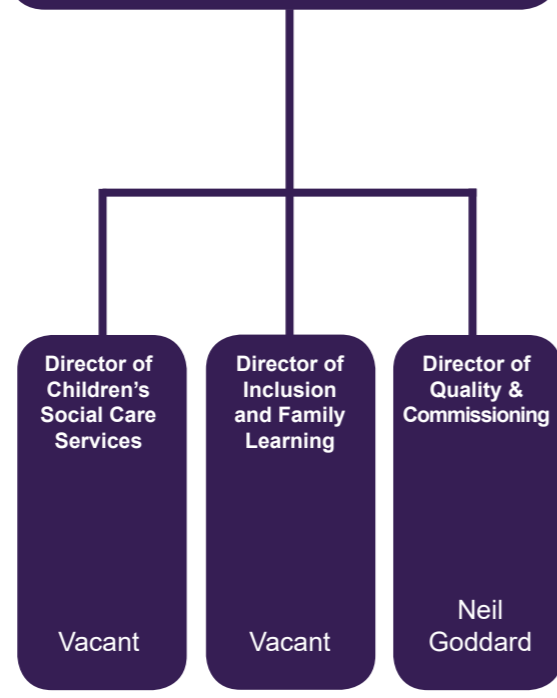 Director of
Children’s
Social Care
Services
Vacant
Director of
Inclusion
and Family
Learning
Vacant
Director of
Quality &
Commissioning
Neil
Goddard